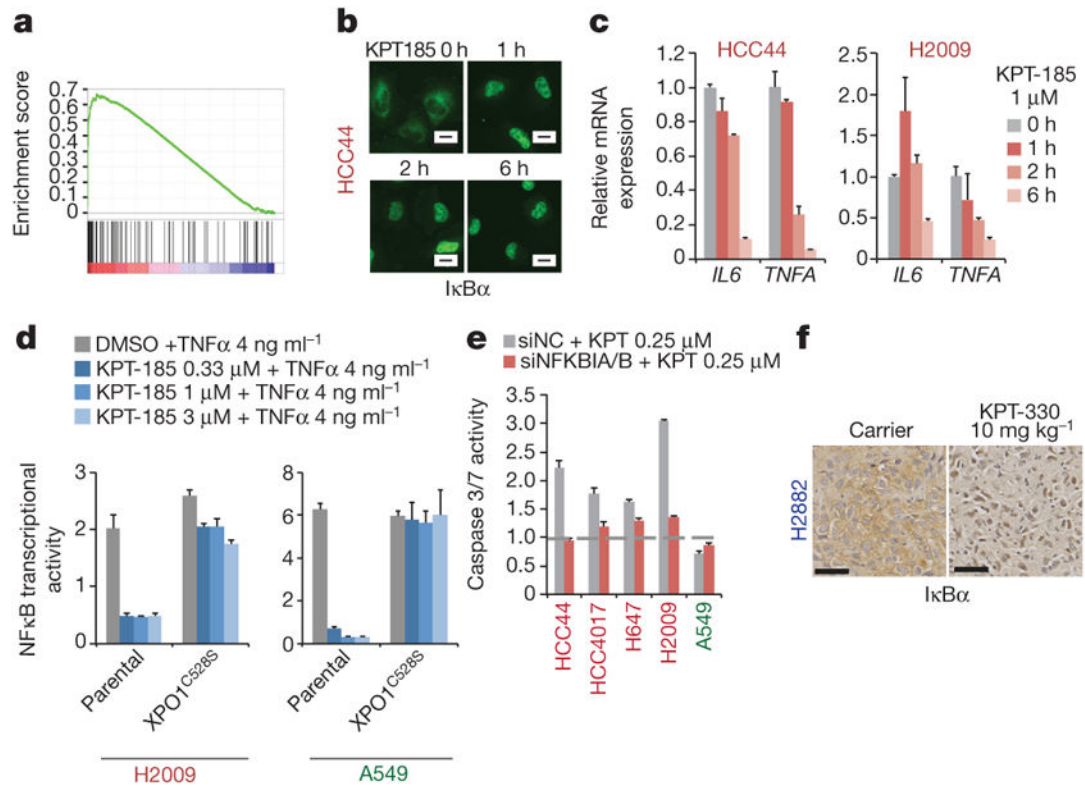 a
Enrichment score
0.7
0.6
0.5
0.4
0.3
0.2
0.1
0
b
KPT185 0 h
1 h
2 h
6 h
HCC44
IκBα
c
HCC44
H2009
Relative mRNA
expression
1.2
1.0
0.8
0.6
0.4
0.2
0
IL6
TNFA
2.5
2.0
1.5
1.0
0.5
0
IL6
TNFA
KPT-185
1 μM
0 h
1 h
2 h
6 h
d
DMSO +TNFα 4 ng ml⁻¹
KPT-185 0.33 μM + TNFα 4 ng ml⁻¹
KPT-185 1 μM + TNFα 4 ng ml⁻¹
KPT-185 3 μM + TNFα 4 ng ml⁻¹
NFκB transcriptional
activity
3
2
1
0
Parental
XPO1ᶜ⁵²⁸ˢ
H2009
8
6
4
2
0
Parental
XPO1ᶜ⁵²⁸ˢ
A549
e
siNC + KPT 0.25 μM
siNFKBIA/B + KPT 0.25 μM
Caspase 3/7 activity
3.5
3.0
2.5
2.0
1.5
1.0
0.5
0
HCC44
HCC4017
H647
H2009
A549
f
Carrier
KPT-330
10 mg kg⁻¹
H2882
IκBα